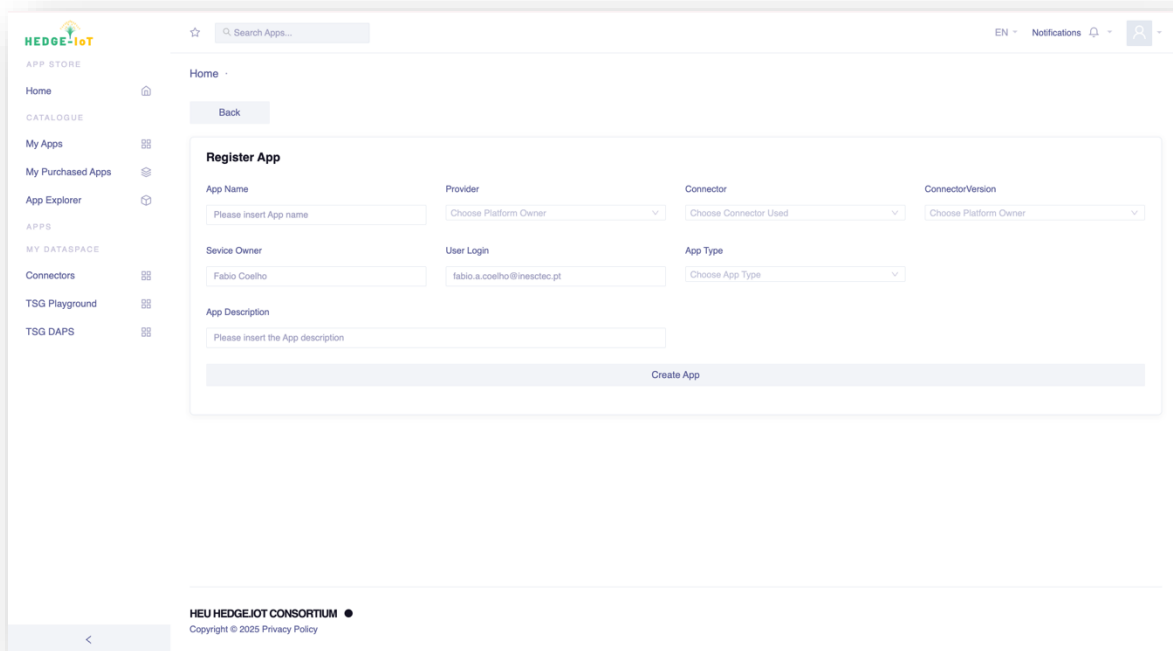 HEDGE-IoT
Search Apps...
EN
Notifications
APP STORE
Home
CATALOGUE
My Apps
My Purchased Apps
App Explorer
APPS
MY DATASPACE
Connectors
TSG Playground
TSG DAPS
Home ·
Back
Register App
App Name
Provider
Connector
ConnectorVersion
Please insert App name
Choose Platform Owner
Choose Connector Used
Choose Platform Owner
Sevice Owner
User Login
App Type
Fabio Coelho
fabio.a.coelho@inesctec.pt
Choose App Type
App Description
Please insert the App description
Create App
HEU HEDGE.IOT CONSORTIUM
Copyright © 2025 Privacy Policy